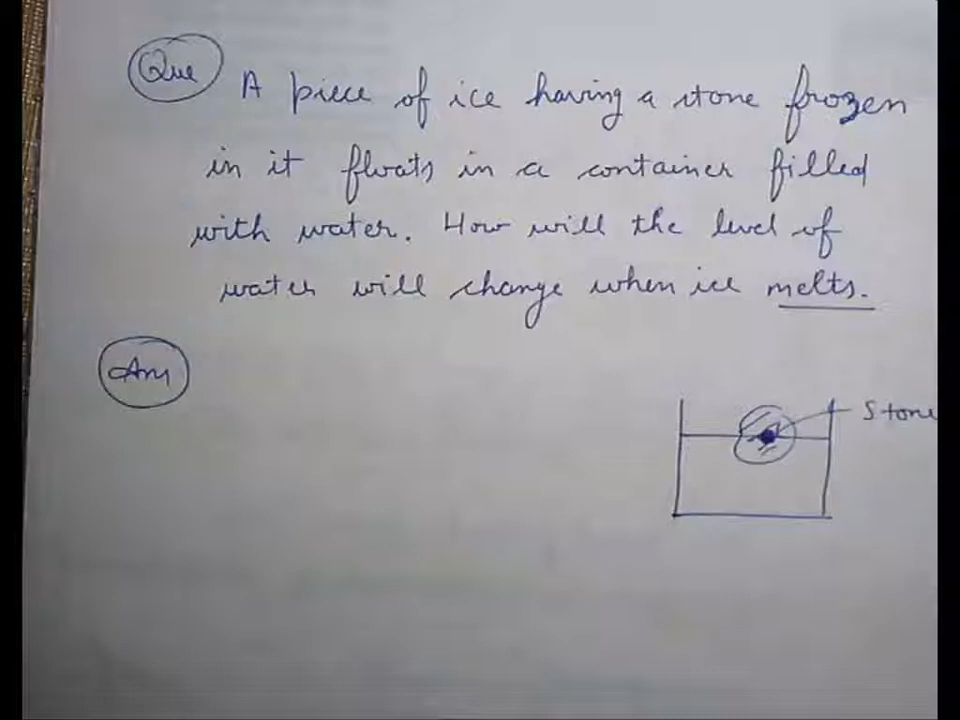 Que A piece of ice having a stone frozen
in it floats in a container filled
with water. How will the level of
water will change when ice melts.
Ans
Stone